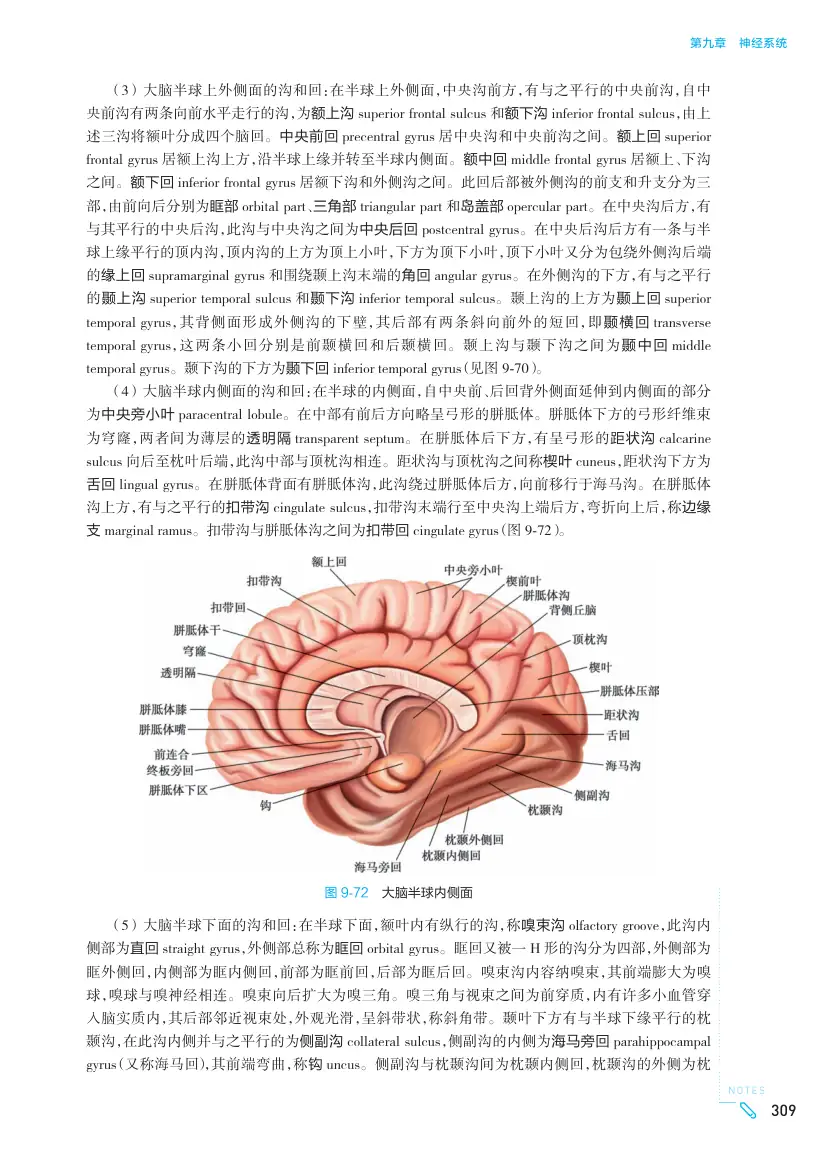 第九章 神经系统
（3）大脑半球上外侧面的沟和回：在半球上外侧面，中央沟前方，有与之平行的中央前沟，自中
央前沟有两条向前水平走行的沟，为额上沟 superior frontal sulcus 和额下沟 inferior frontal sulcus，由上
述三沟将额叶分成四个脑回。中央前回 precentral gyrus 居中央沟和中央前沟之间。额上回 superior
frontal gyrus 居额上沟上方，沿半球上缘并转至半球内侧面。额中回 middle frontal gyrus 居额上、下沟
之间。额下回 inferior frontal gyrus 居额下沟和外侧沟之间。此回后部被外侧沟的前支和升支分为三
部，由前向后分别为眶部 orbital part、三角部 triangular part 和岛盖部 opercular part。在中央沟后方，有
与其平行的中央后沟，此沟与中央沟之间为中央后回 postcentral gyrus。在中央后沟后方有一条与半
球上缘平行的顶内沟，顶内沟的上方为顶上小叶，下方为顶下小叶，顶下小叶又分为包绕外侧沟后端
的缘上回 supramarginal gyrus 和围绕颞上沟末端的角回 angular gyrus。在外侧沟的下方，有与之平行
的颞上沟 superior temporal sulcus 和颞下沟 inferior temporal sulcus。颞上沟的上方为颞上回 superior
temporal gyrus，其背侧面形成外侧沟的下壁，其后部有两条斜向前外的短回，即颞横回 transverse
temporal gyrus，这两条小回分别是前颞横回和后颞横回。颞上沟与颞下沟之间为颞中回 middle
temporal gyrus。颞下沟的下方为颞下回 inferior temporal gyrus（见图 9-70）。
（4）大脑半球内侧面的沟和回：在半球的内侧面，自中央前、后回背外侧面延伸到内侧面的部分
为中央旁小叶 paracentral lobule。在中部有前后方向略呈弓形的胼胝体。胼胝体下方的弓形纤维束
为穹窿，两者间为薄层的透明隔 transparent septum。在胼胝体后下方，有呈弓形的距状沟 calcarine
sulcus 向后至枕叶后端，此沟中部与顶枕沟相连。距状沟与顶枕沟之间称楔叶 cuneus，距状沟下方为
舌回 lingual gyrus。在胼胝体背面有胼胝体沟，此沟绕过胼胝体后方，向前移行于海马沟。在胼胝体
沟上方，有与之平行的扣带沟 cingulate sulcus，扣带沟末端行至中央沟上端后方，弯折向上后，称边缘
支 marginal ramus。扣带沟与胼胝体沟之间为扣带回 cingulate gyrus（图 9-72）。
额上回
中央旁小叶
扣带沟
楔前叶
胼胝体沟
扣带回
背侧丘脑
胼胝体干
顶枕沟
穹窿
楔叶
透明隔
胼胝体压部
胼胝体膝
距状沟
胼胝体嘴
舌回
前连合
海马沟
终板旁回
胼胝体下区
侧副沟
钩
枕颞沟
枕颞外侧回
枕颞内侧回
海马旁回
图 9-72 大脑半球内侧面
（5）大脑半球下面的沟和回：在半球下面，额叶内有纵行的沟，称嗅束沟 olfactory groove，此沟内
侧部为直回 straight gyrus，外侧部总称为眶回 orbital gyrus。眶回又被一 H 形的沟分为四部，外侧部为
眶外侧回，内侧部为眶内侧回，前部为眶前回，后部为眶后回。嗅束沟内容纳嗅束，其前端膨大为嗅
球，嗅球与嗅神经相连。嗅束向后扩大为嗅三角。嗅三角与视束之间为前穿质，内有许多小血管穿
入脑实质内，其后部邻近视束处，外观光滑，呈斜带状，称斜角带。颞叶下方有与半球下缘平行的枕
颞沟，在此沟内侧并与之平行的为侧副沟 collateral sulcus，侧副沟的内侧为海马旁回 parahippocampal
gyrus（又称海马回），其前端弯曲，称钩 uncus。侧副沟与枕颞沟间为枕颞内侧回，枕颞沟的外侧为枕
NOTES
309